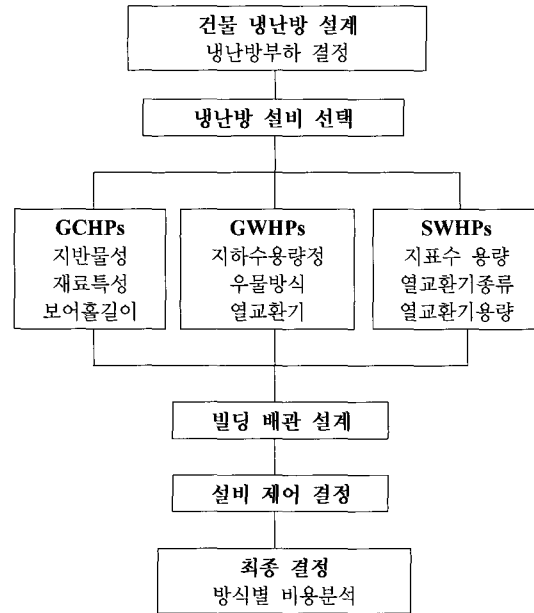 건물 냉난방 설계
냉난방부하 결정
냉난방 설비 선택
GCHPs
지반물성
재료특성
보어홀길이
GWHPs
지하수용량정
우물방식
열교환기
SWHPs
지표수 용량
열교환기종류
열교환기용량
빌딩 배관 설계
설비 제어 결정
최종 결정
방식별 비용분석